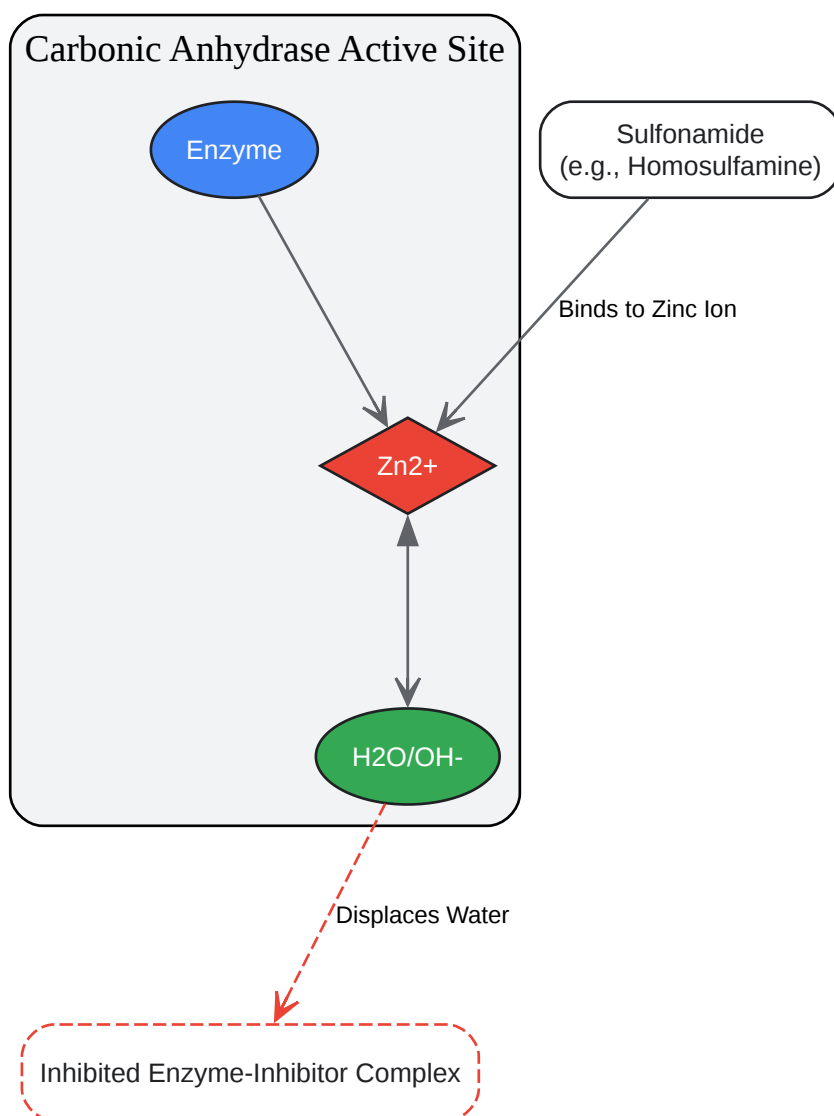 Carbonic Anhydrase Active Site
Enzyme
Sulfonamide
(e.g., Homosulfamine)
Binds to Zinc Ion
Zn2+
H2O/OH-
Displaces Water
Inhibited Enzyme-Inhibitor Complex